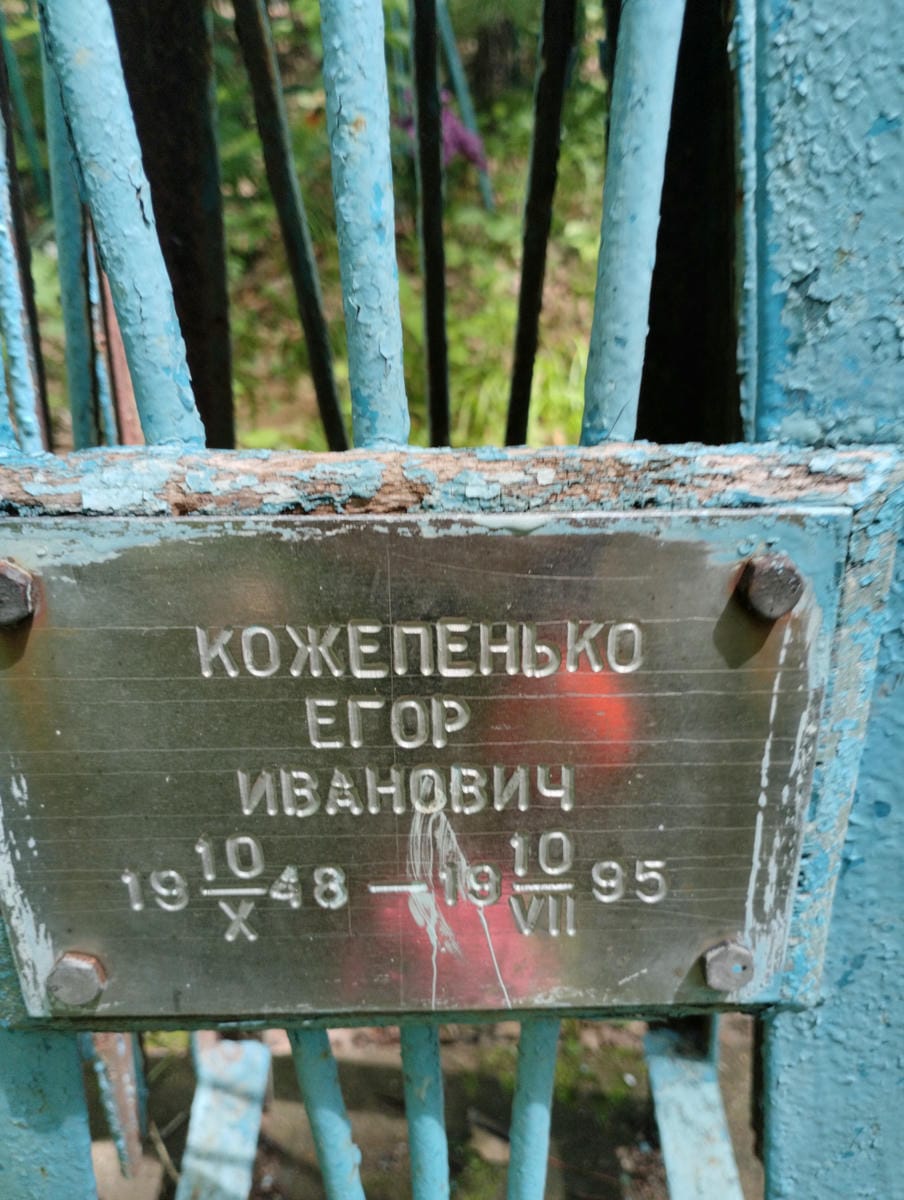 КОЖЕПЕНЬКО
ЕГОР
ИВАНОВИЧ
19 10/X 48 — 19 10/VII 95